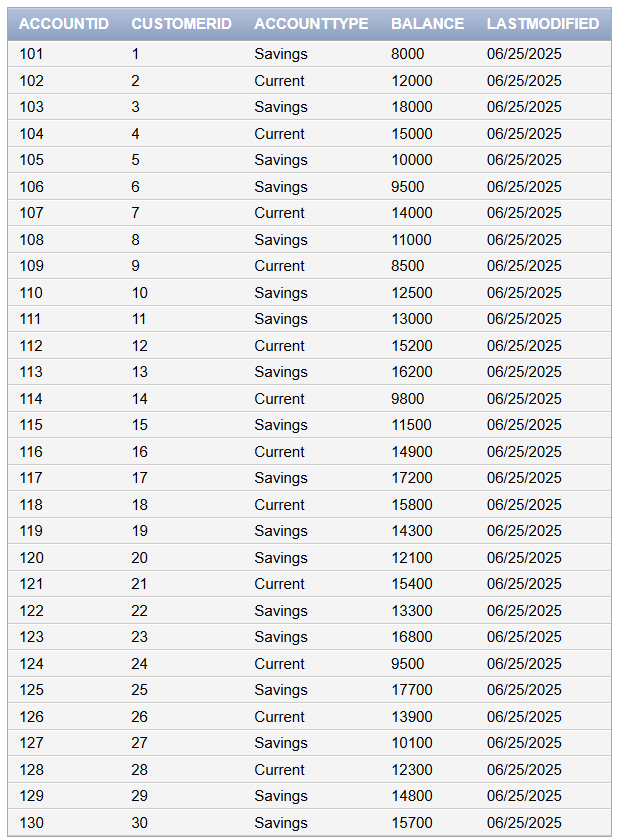 ACCOUNTID CUSTOMERID ACCOUNTTYPE BALANCE LASTMODIFIED
101 1 Savings 8000 06/25/2025
102 2 Current 12000 06/25/2025
103 3 Savings 18000 06/25/2025
104 4 Current 15000 06/25/2025
105 5 Savings 10000 06/25/2025
106 6 Savings 9500 06/25/2025
107 7 Current 14000 06/25/2025
108 8 Savings 11000 06/25/2025
109 9 Current 8500 06/25/2025
110 10 Savings 12500 06/25/2025
111 11 Savings 13000 06/25/2025
112 12 Current 15200 06/25/2025
113 13 Savings 16200 06/25/2025
114 14 Current 9800 06/25/2025
115 15 Savings 11500 06/25/2025
116 16 Current 14900 06/25/2025
117 17 Savings 17200 06/25/2025
118 18 Current 15800 06/25/2025
119 19 Savings 14300 06/25/2025
120 20 Savings 12100 06/25/2025
121 21 Current 15400 06/25/2025
122 22 Savings 13300 06/25/2025
123 23 Savings 16800 06/25/2025
124 24 Current 9500 06/25/2025
125 25 Savings 17700 06/25/2025
126 26 Current 13900 06/25/2025
127 27 Savings 10100 06/25/2025
128 28 Current 12300 06/25/2025
129 29 Savings 14800 06/25/2025
130 30 Savings 15700 06/25/2025